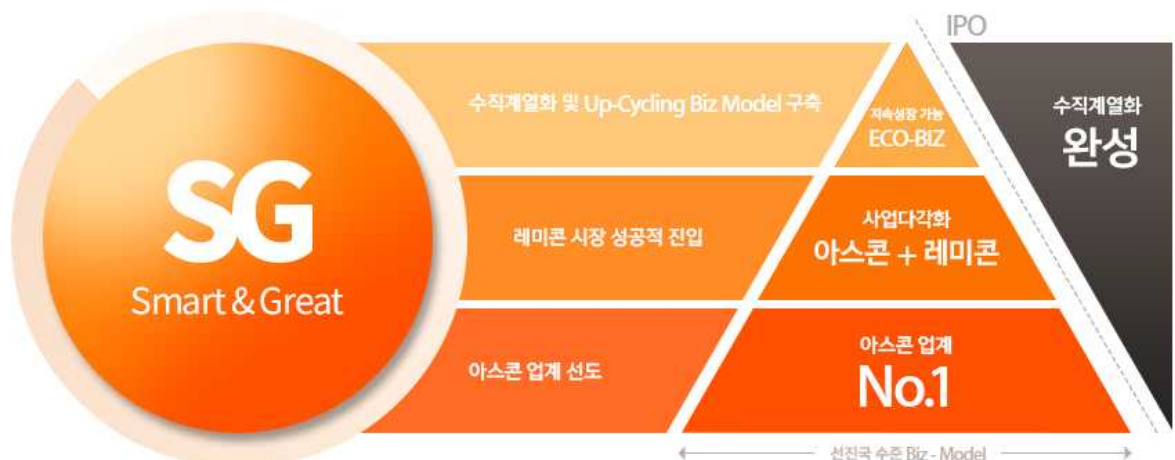 SG
Smart & Great
IPO
수직계열화 및 Up-Cycling Biz Model 구축
지속성장 가능
ECO-BIZ
수직계열화
완성
레미콘 시장 성공적 진입
사업다각화
아스콘 + 레미콘
아스콘 업계 선도
아스콘 업계
No.1
선진국 수준 Biz - Model